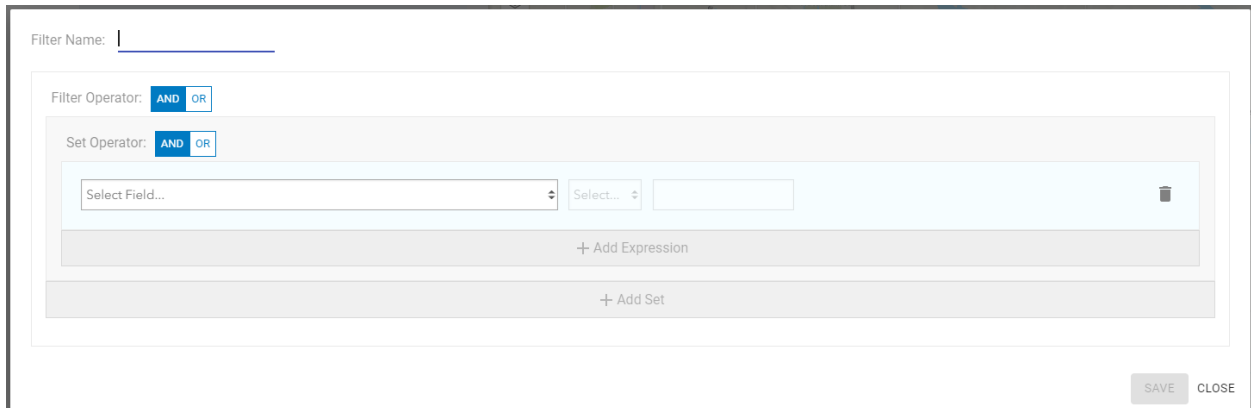 Filter Name:
Filter Operator: AND OR
Set Operator: AND OR
Select Field... Select...
+ Add Expression
+ Add Set
SAVE CLOSE